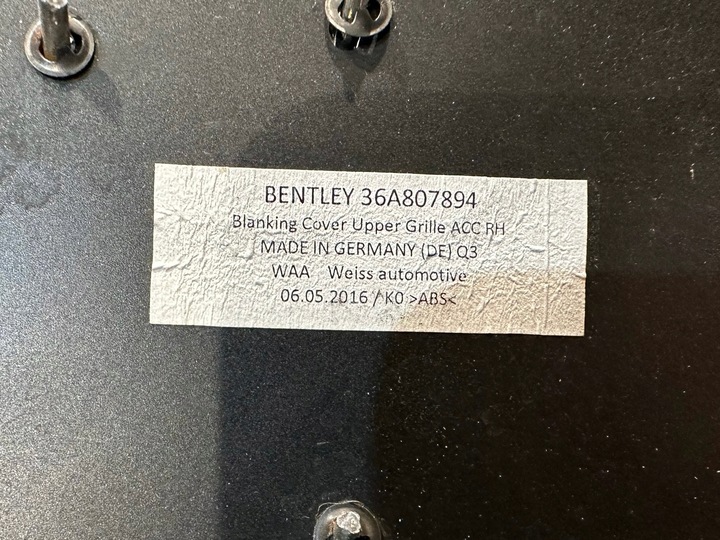 BENTLEY 36A807894
Blanking Cover Upper Grille ACC RH
MADE IN GERMANY (DE) Q3
WAA Weiss automotive
06.05.2016 / K0 >ABS<